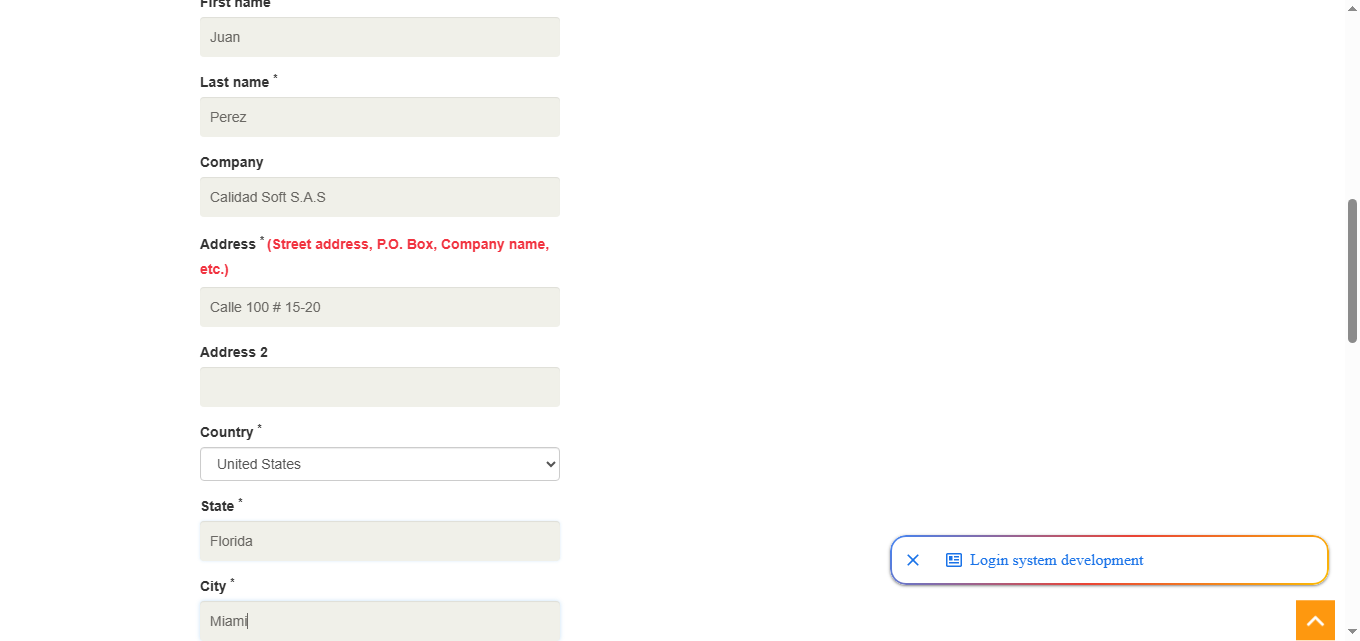 First name
Juan
Last name *
Perez
Company
Calidad Soft S.A.S
Address * (Street address, P.O. Box, Company name,
etc.)
Calle 100 # 15-20
Address 2
Country *
United States
State *
Florida
City *
Miami
Login system development